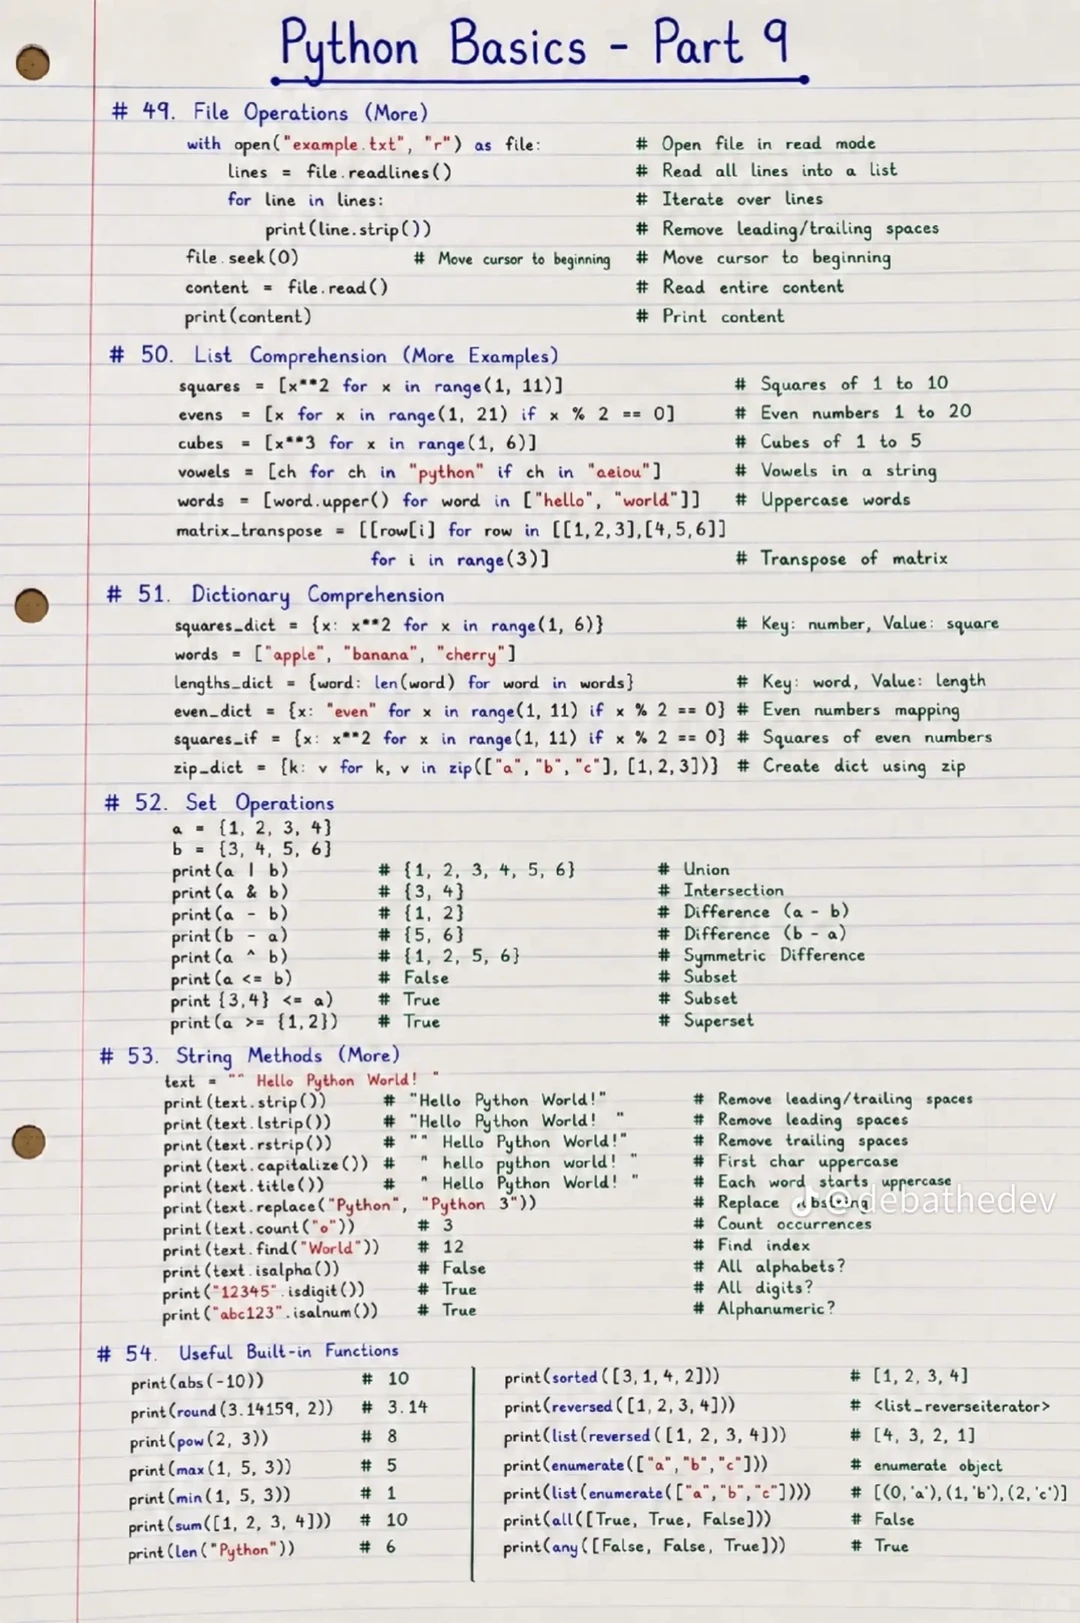 Python Basics - Part 9
# 49. File Operations (More)
with open("example.txt", "r") as file: # Open file in read mode
lines = file.readlines() # Read all lines into a list
for line in lines: # Iterate over lines
print(line.strip()) # Remove leading/trailing spaces
file.seek(0) # Move cursor to beginning # Move cursor to beginning
content = file.read() # Read entire content
print(content) # Print content
# 50. List Comprehension (More Examples)
squares = [x**2 for x in range(1, 11)] # Squares of 1 to 10
evens = [x for x in range(1, 21) if x % 2 == 0] # Even numbers 1 to 20
cubes = [x**3 for x in range(1, 6)] # Cubes of 1 to 5
vowels = [ch for ch in "python" if ch in "aeiou"] # Vowels in a string
words = [word.upper() for word in ["hello", "world"]] # Uppercase words
matrix_transpose = [[row[i] for row in [[1,2,3],[4,5,6]]
for i in range(3)] # Transpose of matrix
# 51. Dictionary Comprehension
squares_dict = {x: x**2 for x in range(1, 6)} # Key: number, Value: square
words = ["apple", "banana", "cherry"]
lengths_dict = {word: len(word) for word in words} # Key: word, Value: length
even_dict = {x: "even" for x in range(1, 11) if x % 2 == 0} # Even numbers mapping
squares_if = {x: x**2 for x in range(1, 11) if x % 2 == 0} # Squares of even numbers
zip_dict = {k: v for k, v in zip(["a", "b", "c"], [1,2,3])} # Create dict using zip
# 52. Set Operations
a = {1, 2, 3, 4}
b = {3, 4, 5, 6}
print(a | b) # {1, 2, 3, 4, 5, 6} # Union
print(a & b) # {3, 4} # Intersection
print(a - b) # {1, 2} # Difference (a - b)
print(b - a) # {5, 6} # Difference (b - a)
print(a ^ b) # {1, 2, 5, 6} # Symmetric Difference
print(a <= b) # False # Subset
print {3,4} <= a) # True # Subset
print(a >= {1,2}) # True # Superset
# 53. String Methods (More)
text = "" Hello Python World! "
print(text.strip()) # "Hello Python World!" # Remove leading/trailing spaces
print(text.lstrip()) # "Hello Python World! " # Remove leading spaces
print(text.rstrip()) # "" Hello Python World!" # Remove trailing spaces
print(text.capitalize()) # " hello python world! " # First char uppercase
print(text.title()) # " Hello Python World! " # Each word starts uppercase
print(text.replace("Python", "Python 3")) # Replace
print(text.count("o")) # 3 # Count occurrences
print(text.find("World")) # 12 # Find index
print(text.isalpha()) # False # All alphabets?
print("12345".isdigit()) # True # All digits?
print("abc123".isalnum()) # True # Alphanumeric?
@debathedev
# 54. Useful Built-in Functions
print(abs(-10)) # 10
print(round(3.14159, 2)) # 3.14
print(pow(2, 3)) # 8
print(max(1, 5, 3)) # 5
print(min(1, 5, 3)) # 1
print(sum([1, 2, 3, 4])) # 10
print(len("Python")) # 6
print(sorted([3,1,4,2])) # [1, 2, 3, 4]
print(reversed([1,2,3,4])) # <list_reverseiterator>
print(list(reversed([1, 2, 3, 4])) # [4, 3, 2, 1]
print(enumerate(["a","b","c"])) # enumerate object
print(list(enumerate(["a","b","c"]))) # [(0,'a'),(1,'b'),(2,'c')]
print(all([True, True, False])) # False
print(any([False, False, True])) # True